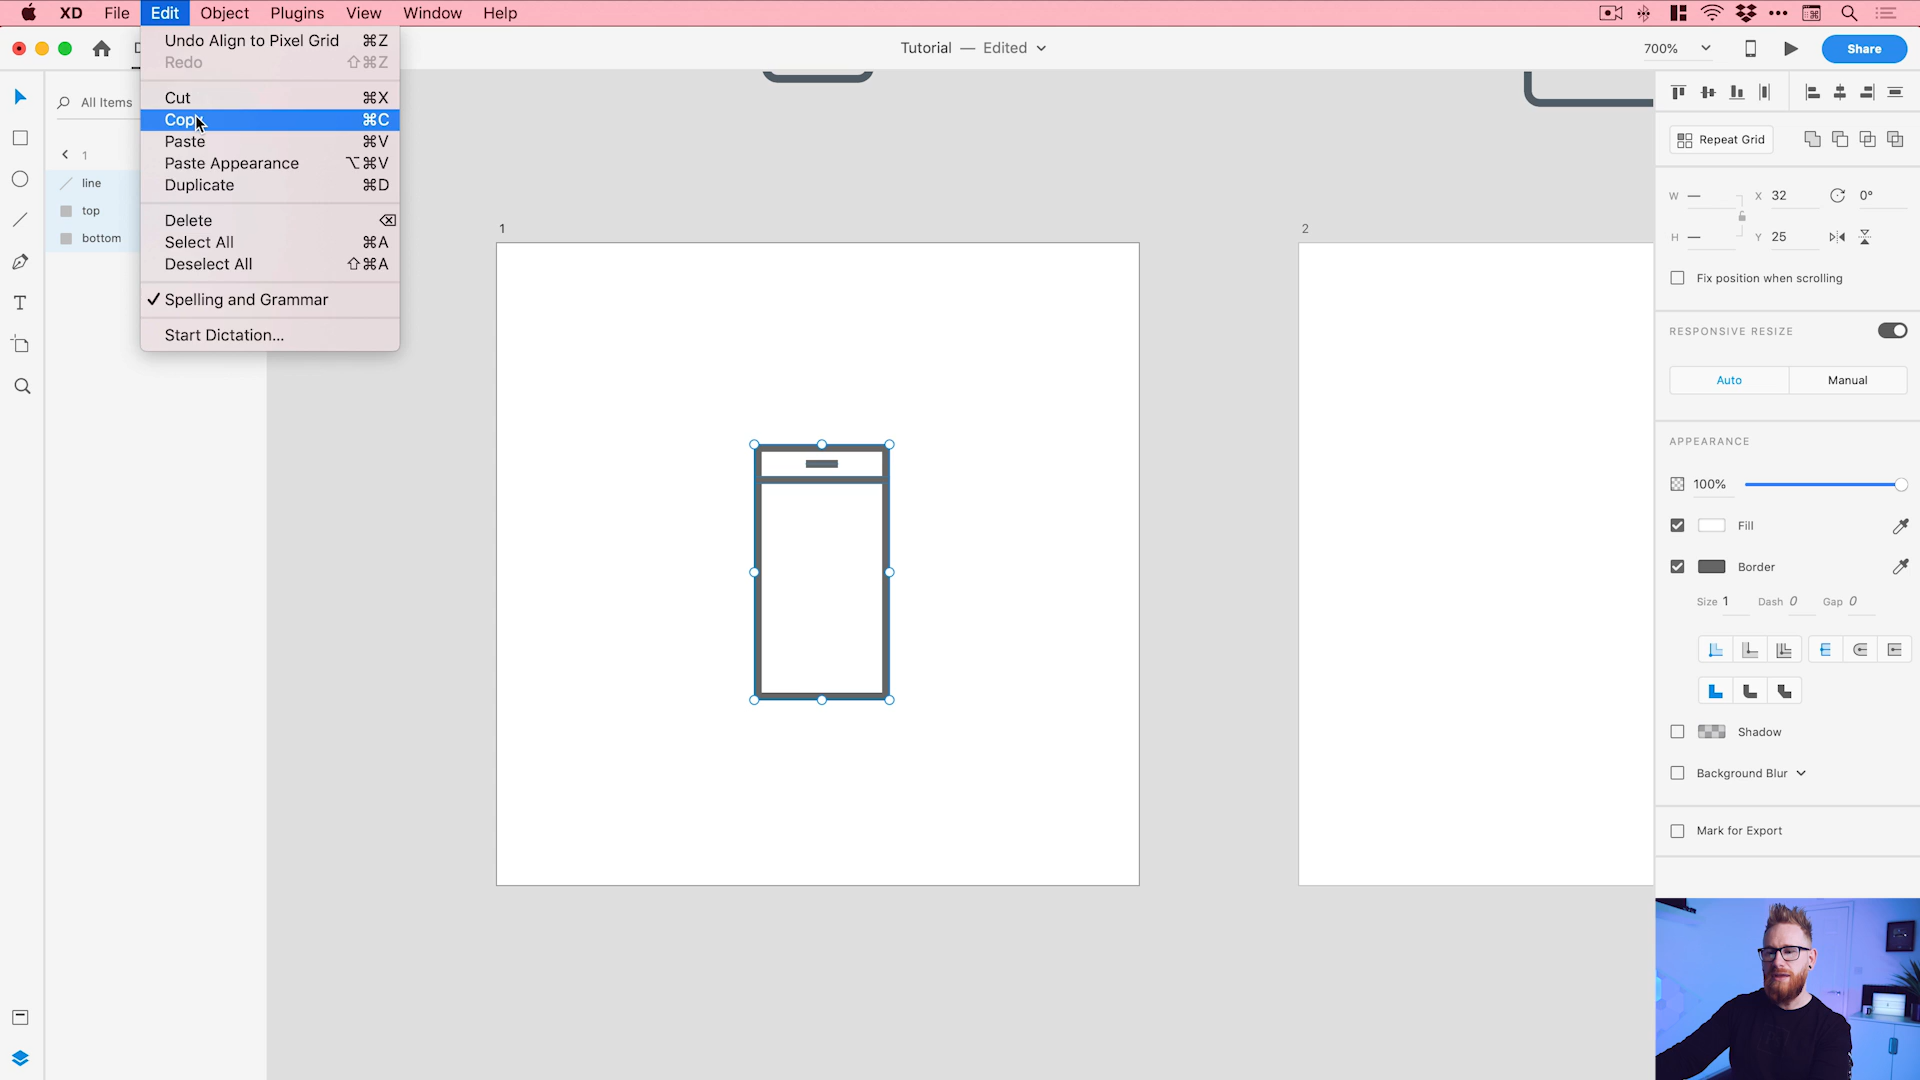 XD File Edit Object Plugins View Window Help
Undo Align to Pixel Grid ⌘Z
Redo ⇧⌘Z
Cut ⌘X
Copy ⌘C
Paste ⌘V
Paste Appearance ⌥⌘V
Duplicate ⌘D
Delete ⌫
Select All ⌘A
Deselect All ⇧⌘A
✓ Spelling and Grammar
Start Dictation...
Tutorial — Edited
700%
Share
All Items
1
line
top
bottom
1
2
Repeat Grid
W — X 32 0°
H — Y 25
Fix position when scrolling
RESPONSIVE RESIZE
Auto Manual
APPEARANCE
100%
Fill
Border
Size 1 Dash 0 Gap 0
Shadow
Background Blur
Mark for Export